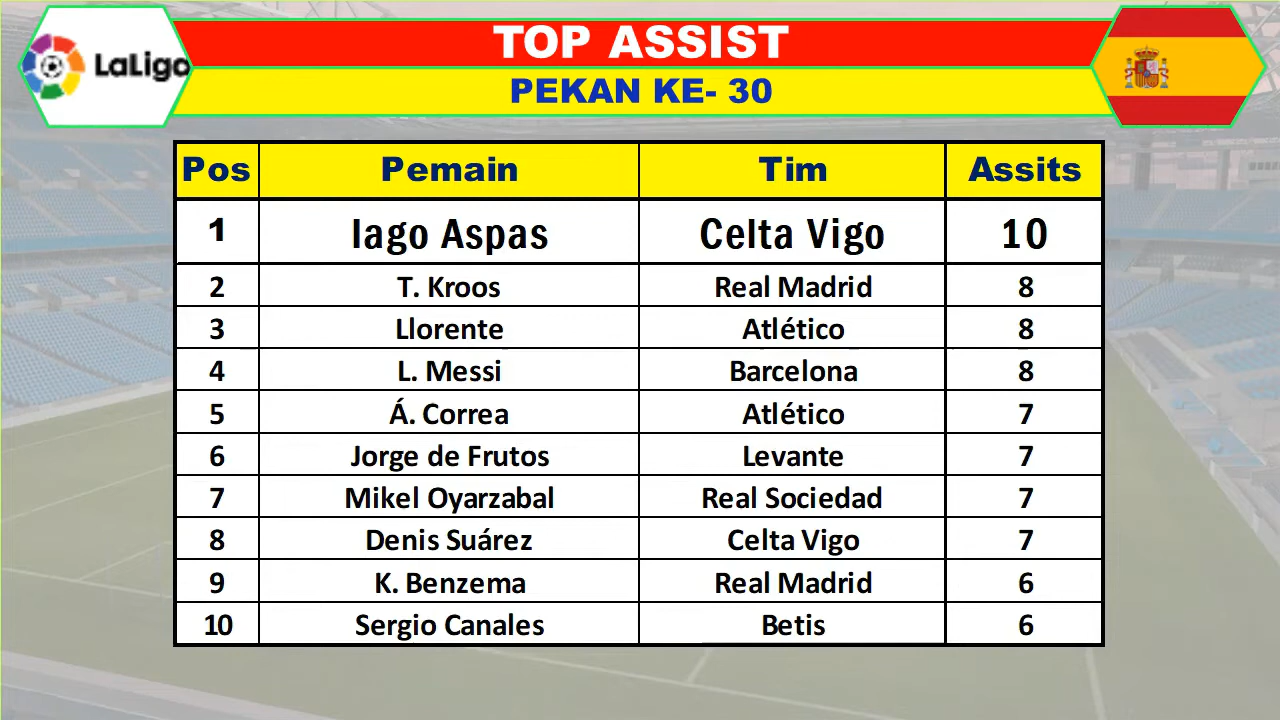 LaLiga
TOP ASSIST
PEKAN KE- 30
Pos Pemain Tim Assits
1 Iago Aspas Celta Vigo 10
2 T. Kroos Real Madrid 8
3 Llorente Atlético 8
4 L. Messi Barcelona 8
5 Á. Correa Atlético 7
6 Jorge de Frutos Levante 7
7 Mikel Oyarzabal Real Sociedad 7
8 Denis Suárez Celta Vigo 7
9 K. Benzema Real Madrid 6
10 Sergio Canales Betis 6